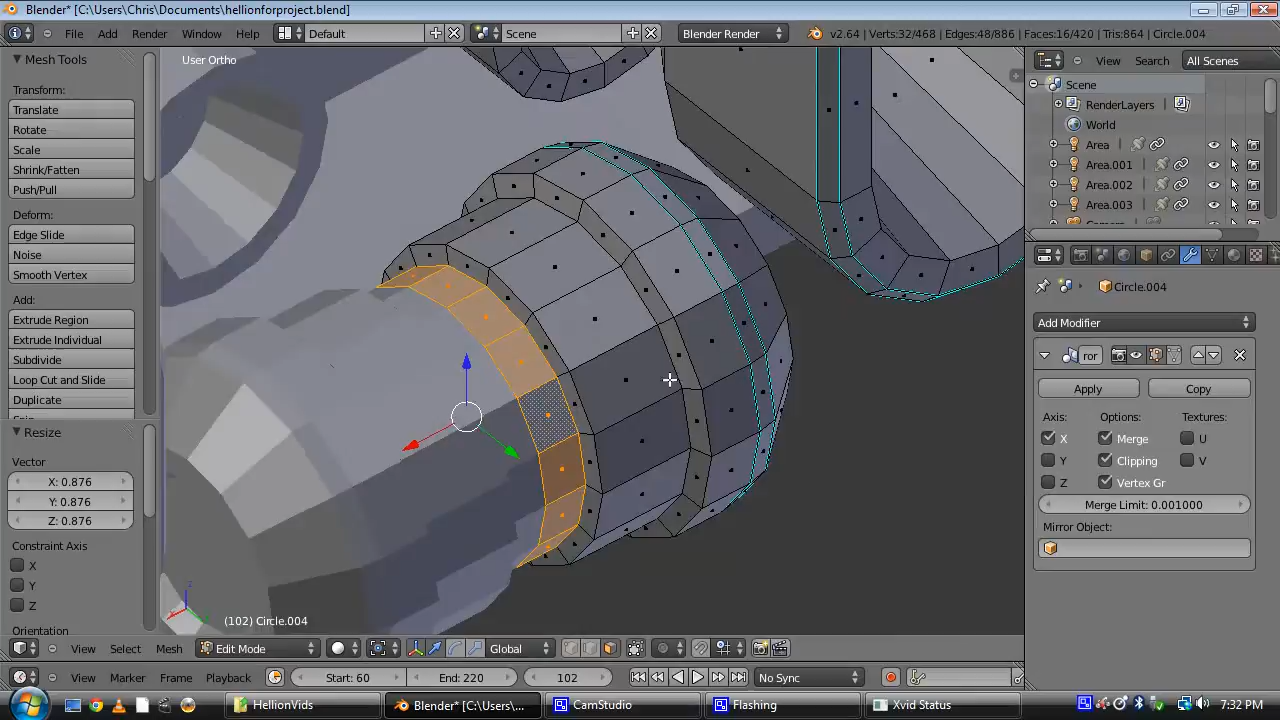 Blender* [C:\Users\Chris\Documents\hellionforproject.blend]
File Add Render Window Help Default Scene Blender Render v2.64 | Verts:32/468 | Edges:48/886 | Faces:16/420 | Tris:864 | Circle.004
Mesh Tools
User Ortho
View Search All Scenes
Transform:
Translate
Rotate
Scale
Shrink/Fatten
Push/Pull
Deform:
Edge Slide
Noise
Smooth Vertex
Add:
Extrude Region
Extrude Individual
Subdivide
Loop Cut and Slide
Duplicate
Resize
Vector
X: 0.876
Y: 0.876
Z: 0.876
Constraint Axis
X
Y
Z
Orientation
(102) Circle.004
Scene
RenderLayers
World
Area
Area.001
Area.002
Area.003
Circle.004
Add Modifier
ror
Apply Copy
Axis: Options: Textures:
X Merge U
Y Clipping V
Z Vertex Gr
Merge Limit: 0.001000
Mirror Object:
View Select Mesh Edit Mode Global
View Marker Frame Playback Start: 60 End: 220 102 No Sync
HellionVids Blender* [C:\Users\... CamStudio Flashing Xvid Status 7:32 PM